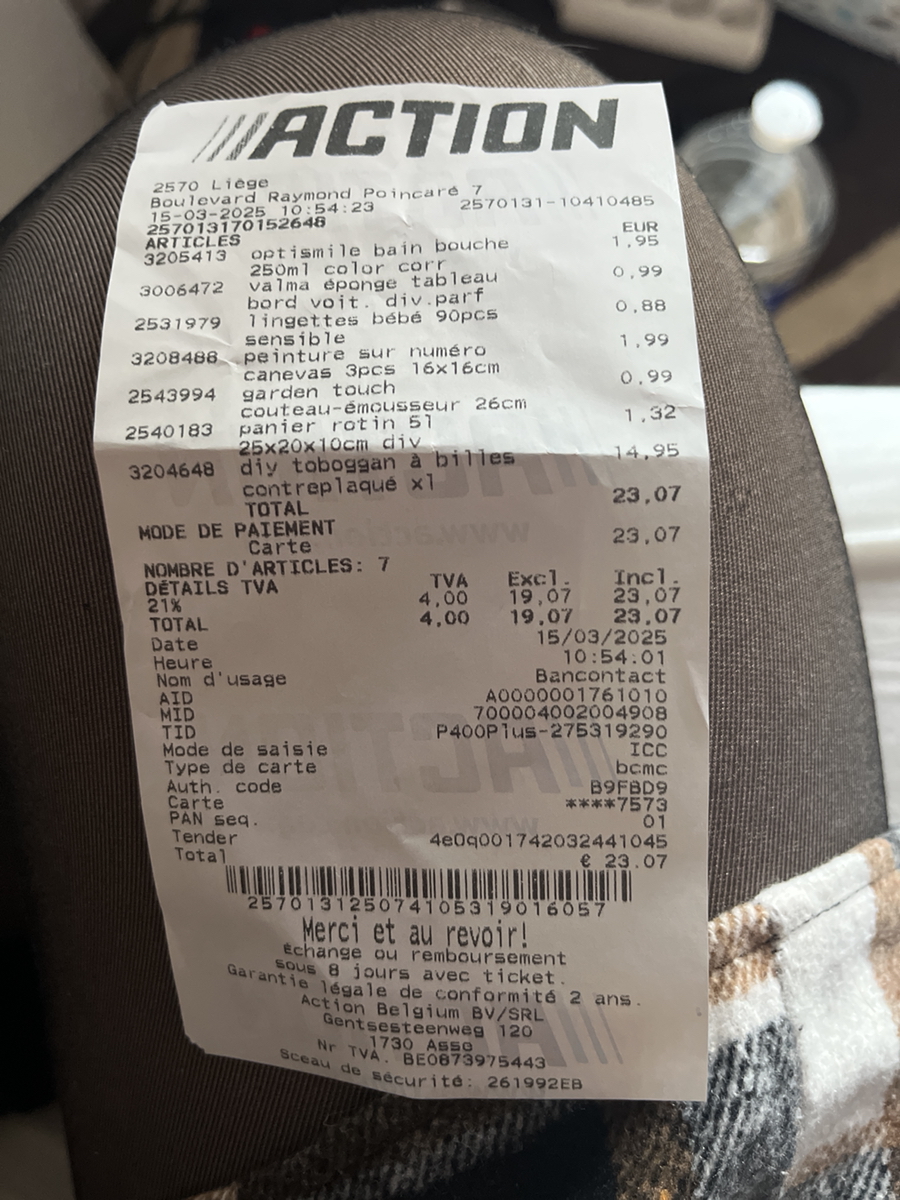 ACTION
2570 Liège
Boulevard Raymond Poincaré 7
15-03-2025 10:54:23 2570131-10410485
257013170152648
ARTICLES EUR
3205413 optismile bain bouche 1,95
250ml color corr
3006472 valma éponge tableau 0,99
bord voit. div.parf
2531979 lingettes bébé 90pcs 0,88
sensible
3208488 peinture sur numéro 1,99
canevas 3pcs 16x16cm
2543994 garden touch 0,99
couteau-émousseur 26cm
2540183 panier rotin 5l 1,32
25x20x10cm div
3204648 diy toboggan à billes 14,95
contreplaqué x1
TOTAL 23,07
MODE DE PAIEMENT
Carte 23,07
NOMBRE D'ARTICLES: 7
DÉTAILS TVA TVA Excl. Incl.
21% 4,00 19,07 23,07
TOTAL 4,00 19,07 23,07
Date 15/03/2025
Heure 10:54:01
Nom d'usage Bancontact
AID A0000001761010
MID 700004002004908
TID P400Plus-275319290
Mode de saisie ICC
Type de carte bcmc
Auth. code B9FBD9
Carte ****7573
PAN seq. 01
Tender 4e0q001742032441045
Total € 23.07
257013125074105319016057
Merci et au revoir!
Échange ou remboursement
sous 8 jours avec ticket.
Garantie légale de conformité 2 ans.
Action Belgium BV/SRL
Gentsesteenweg 120
1730 Asse
Nr TVA. BE0873975443
Sceau de sécurité: 261992EB